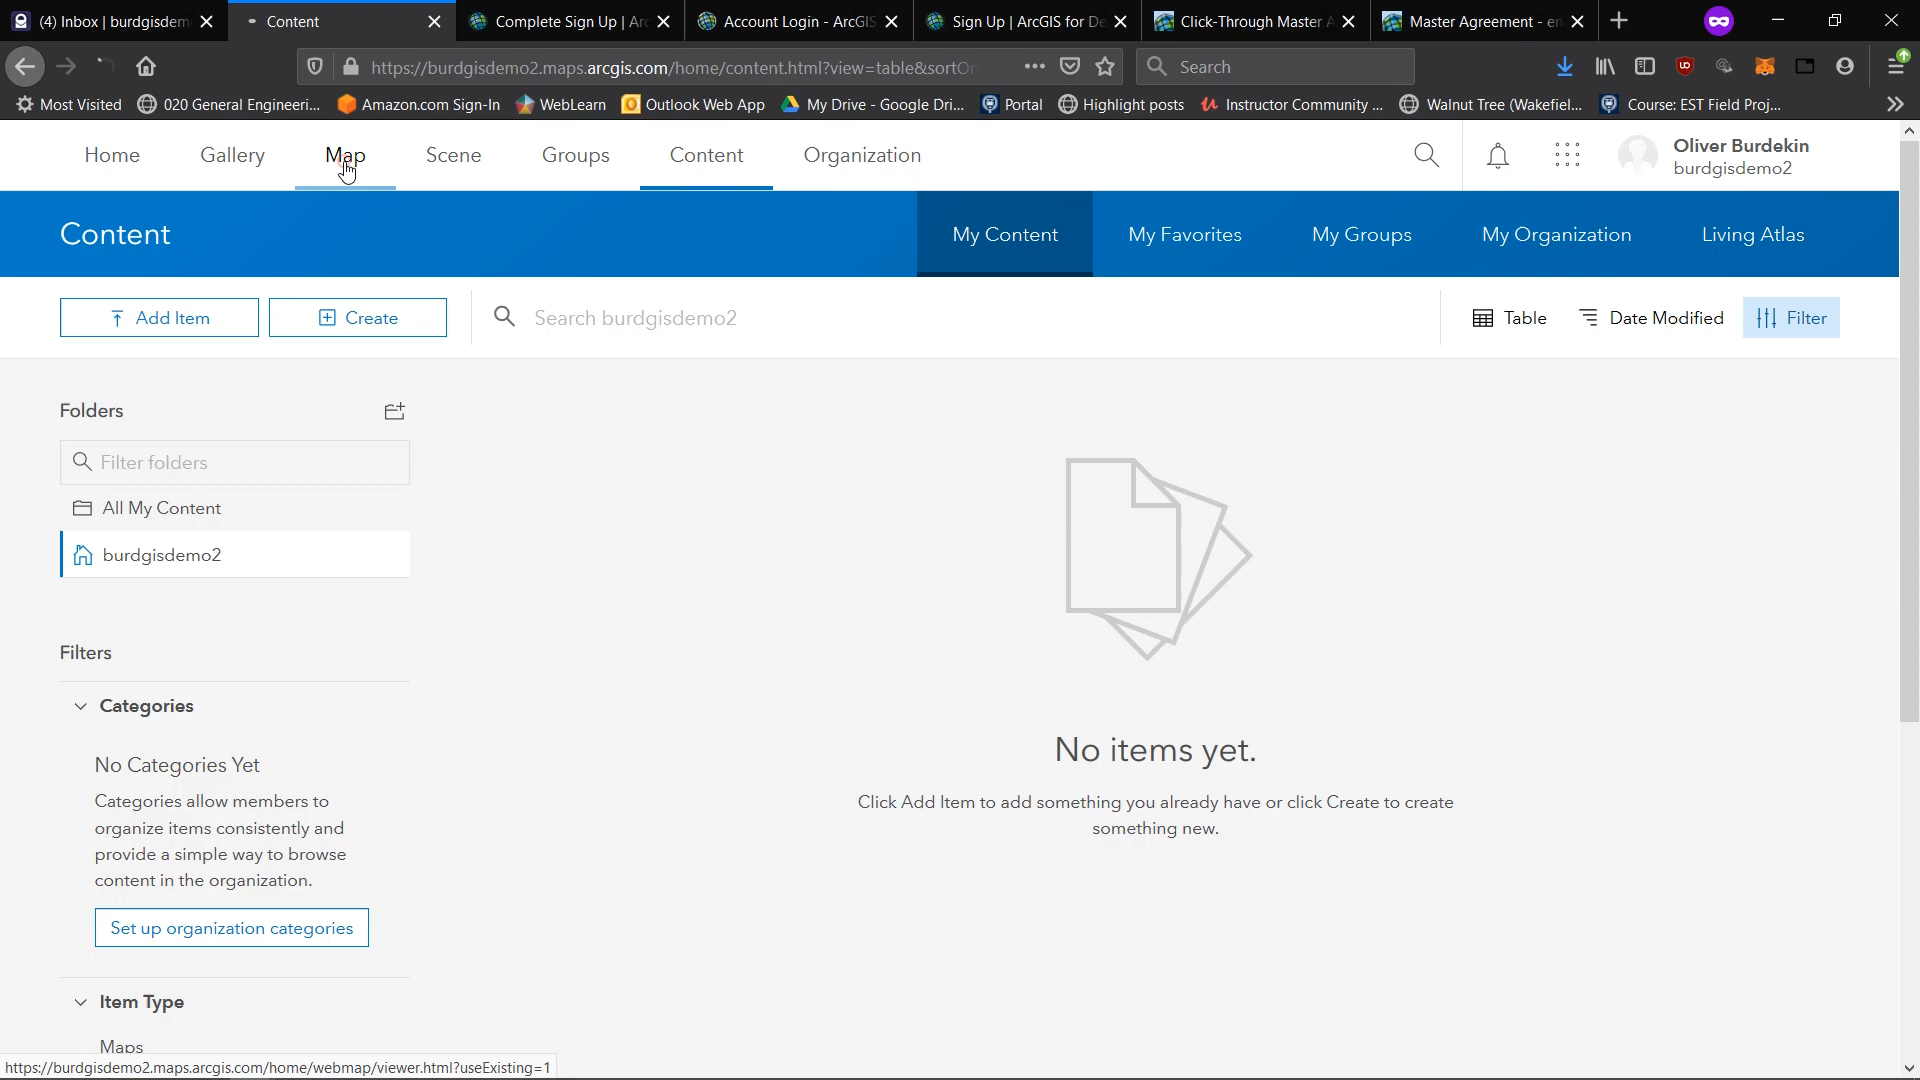 (4) Inbox | burdgisdem
Content
Complete Sign Up | Arc
Account Login - ArcGIS
Sign Up | ArcGIS for De
Click-Through Master A
Master Agreement - en
https://burdgisdemo2.maps.arcgis.com/home/content.html?view=table&sortOr
Search
Most Visited
020 General Engineeri...
Amazon.com Sign-In
WebLearn
Outlook Web App
My Drive - Google Dri...
Portal
Highlight posts
Instructor Community ...
Walnut Tree (Wakefiel...
Course: EST Field Proj...
Home
Gallery
Map
Scene
Groups
Content
Organization
Oliver Burdekin
burdgisdemo2
Content
My Content
My Favorites
My Groups
My Organization
Living Atlas
Add Item
Create
Search burdgisdemo2
Table
Date Modified
Filter
Folders
Filter folders
All My Content
burdgisdemo2
Filters
Categories
No Categories Yet
Categories allow members to
organize items consistently and
provide a simple way to browse
content in the organization.
Set up organization categories
Item Type
Maps
No items yet.
Click Add Item to add something you already have or click Create to create
something new.
https://burdgisdemo2.maps.arcgis.com/home/webmap/viewer.html?useExisting=1